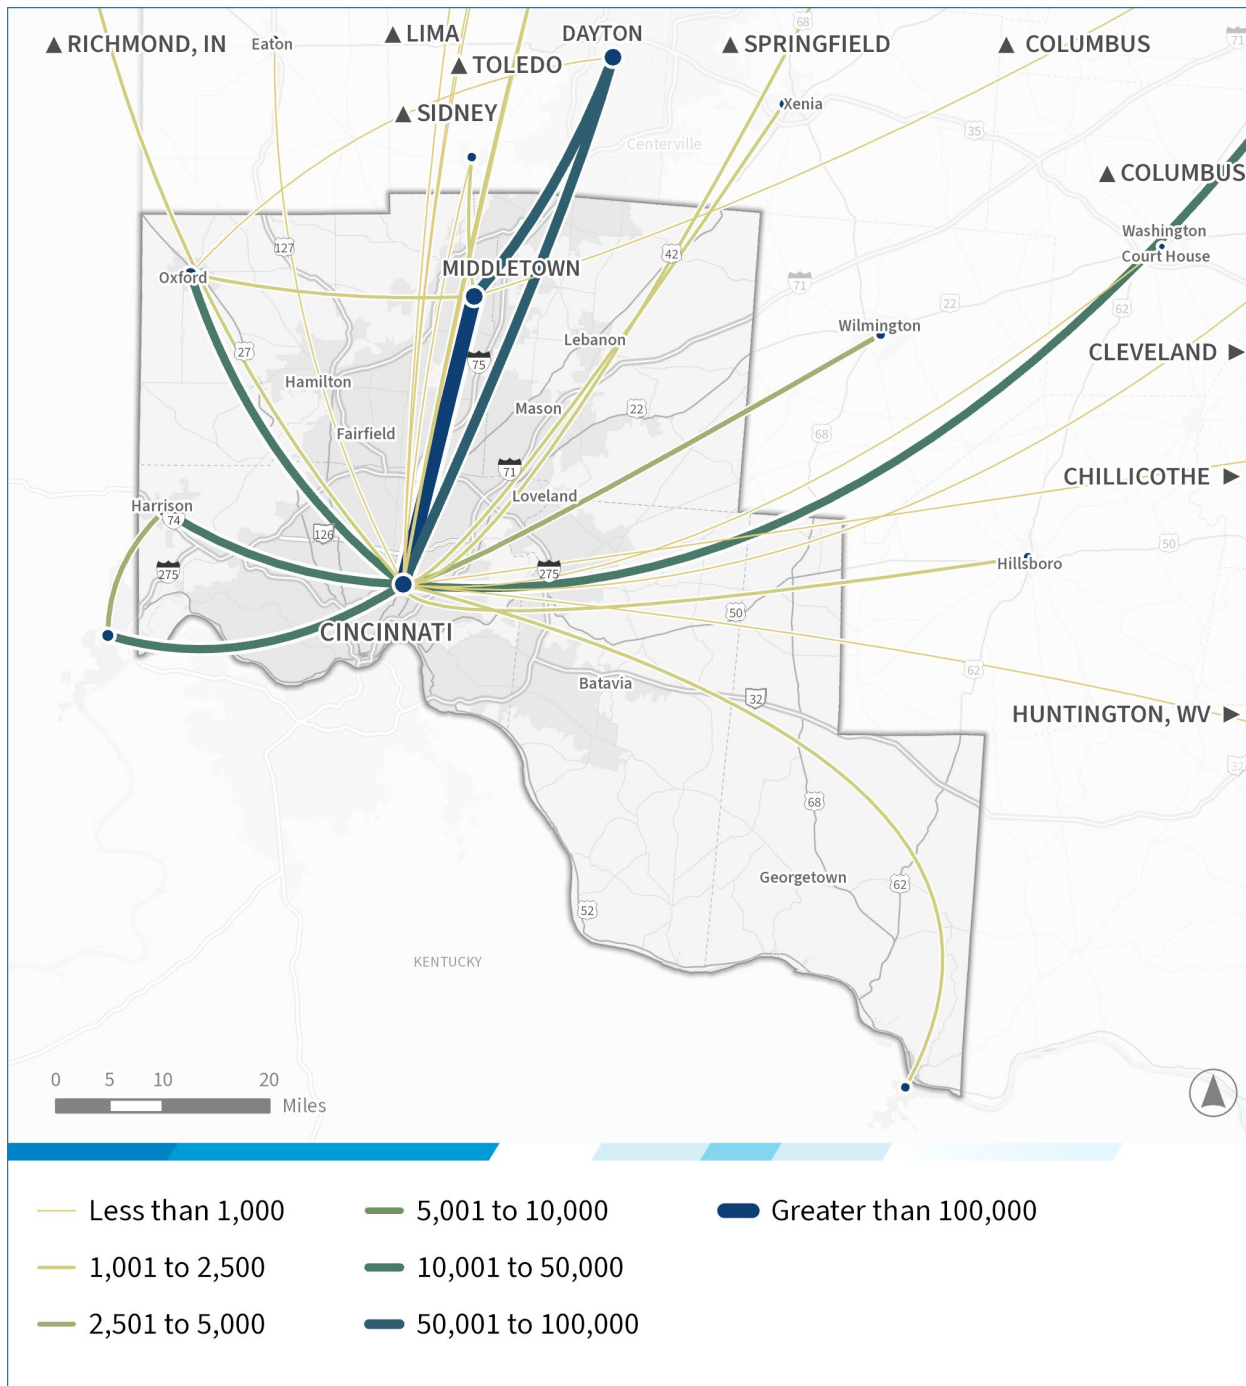 68
DAYTON
▲ LIMA
▲ RICHMOND, IN
Eaton
▲ SPRINGFIELD
▲ COLUMBUS
71
▲ TOLEDO
Xenia
▲ SIDNEY
35
Centerville
▲ COLUMBUS
Washington
Court House
127
42
MIDDLETOWN
Oxford
71
22
62
Wilmington
Lebanon
27
75
CLEVELAND ▶
Hamilton
Mason
22
Fairfield
68
71
CHILLICOTHE ▶
Loveland
Harrison
74
126
50
275
275
Hillsboro
50
CINCINNATI
62
Batavia
32
HUNTINGTON, WV ▶
32
68
Georgetown
62
52
KENTUCKY
0 5 10 20
Miles
Less than 1,000
5,001 to 10,000
Greater than 100,000
1,001 to 2,500
10,001 to 50,000
2,501 to 5,000
50,001 to 100,000